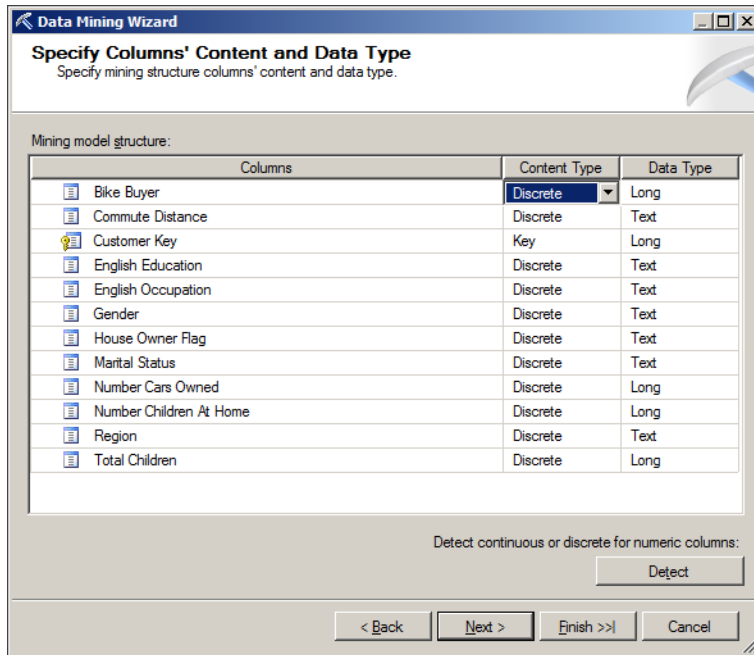 Data Mining Wizard
Specify Columns' Content and Data Type
Specify mining structure columns' content and data type.
Mining model structure:
Columns Content Type Data Type
Bike Buyer Discrete Long
Commute Distance Discrete Text
Customer Key Key Long
English Education Discrete Text
English Occupation Discrete Text
Gender Discrete Text
House Owner Flag Discrete Text
Marital Status Discrete Text
Number Cars Owned Discrete Long
Number Children At Home Discrete Long
Region Discrete Text
Total Children Discrete Long
Detect continuous or discrete for numeric columns:
Detect
< Back Next > Finish >>| Cancel